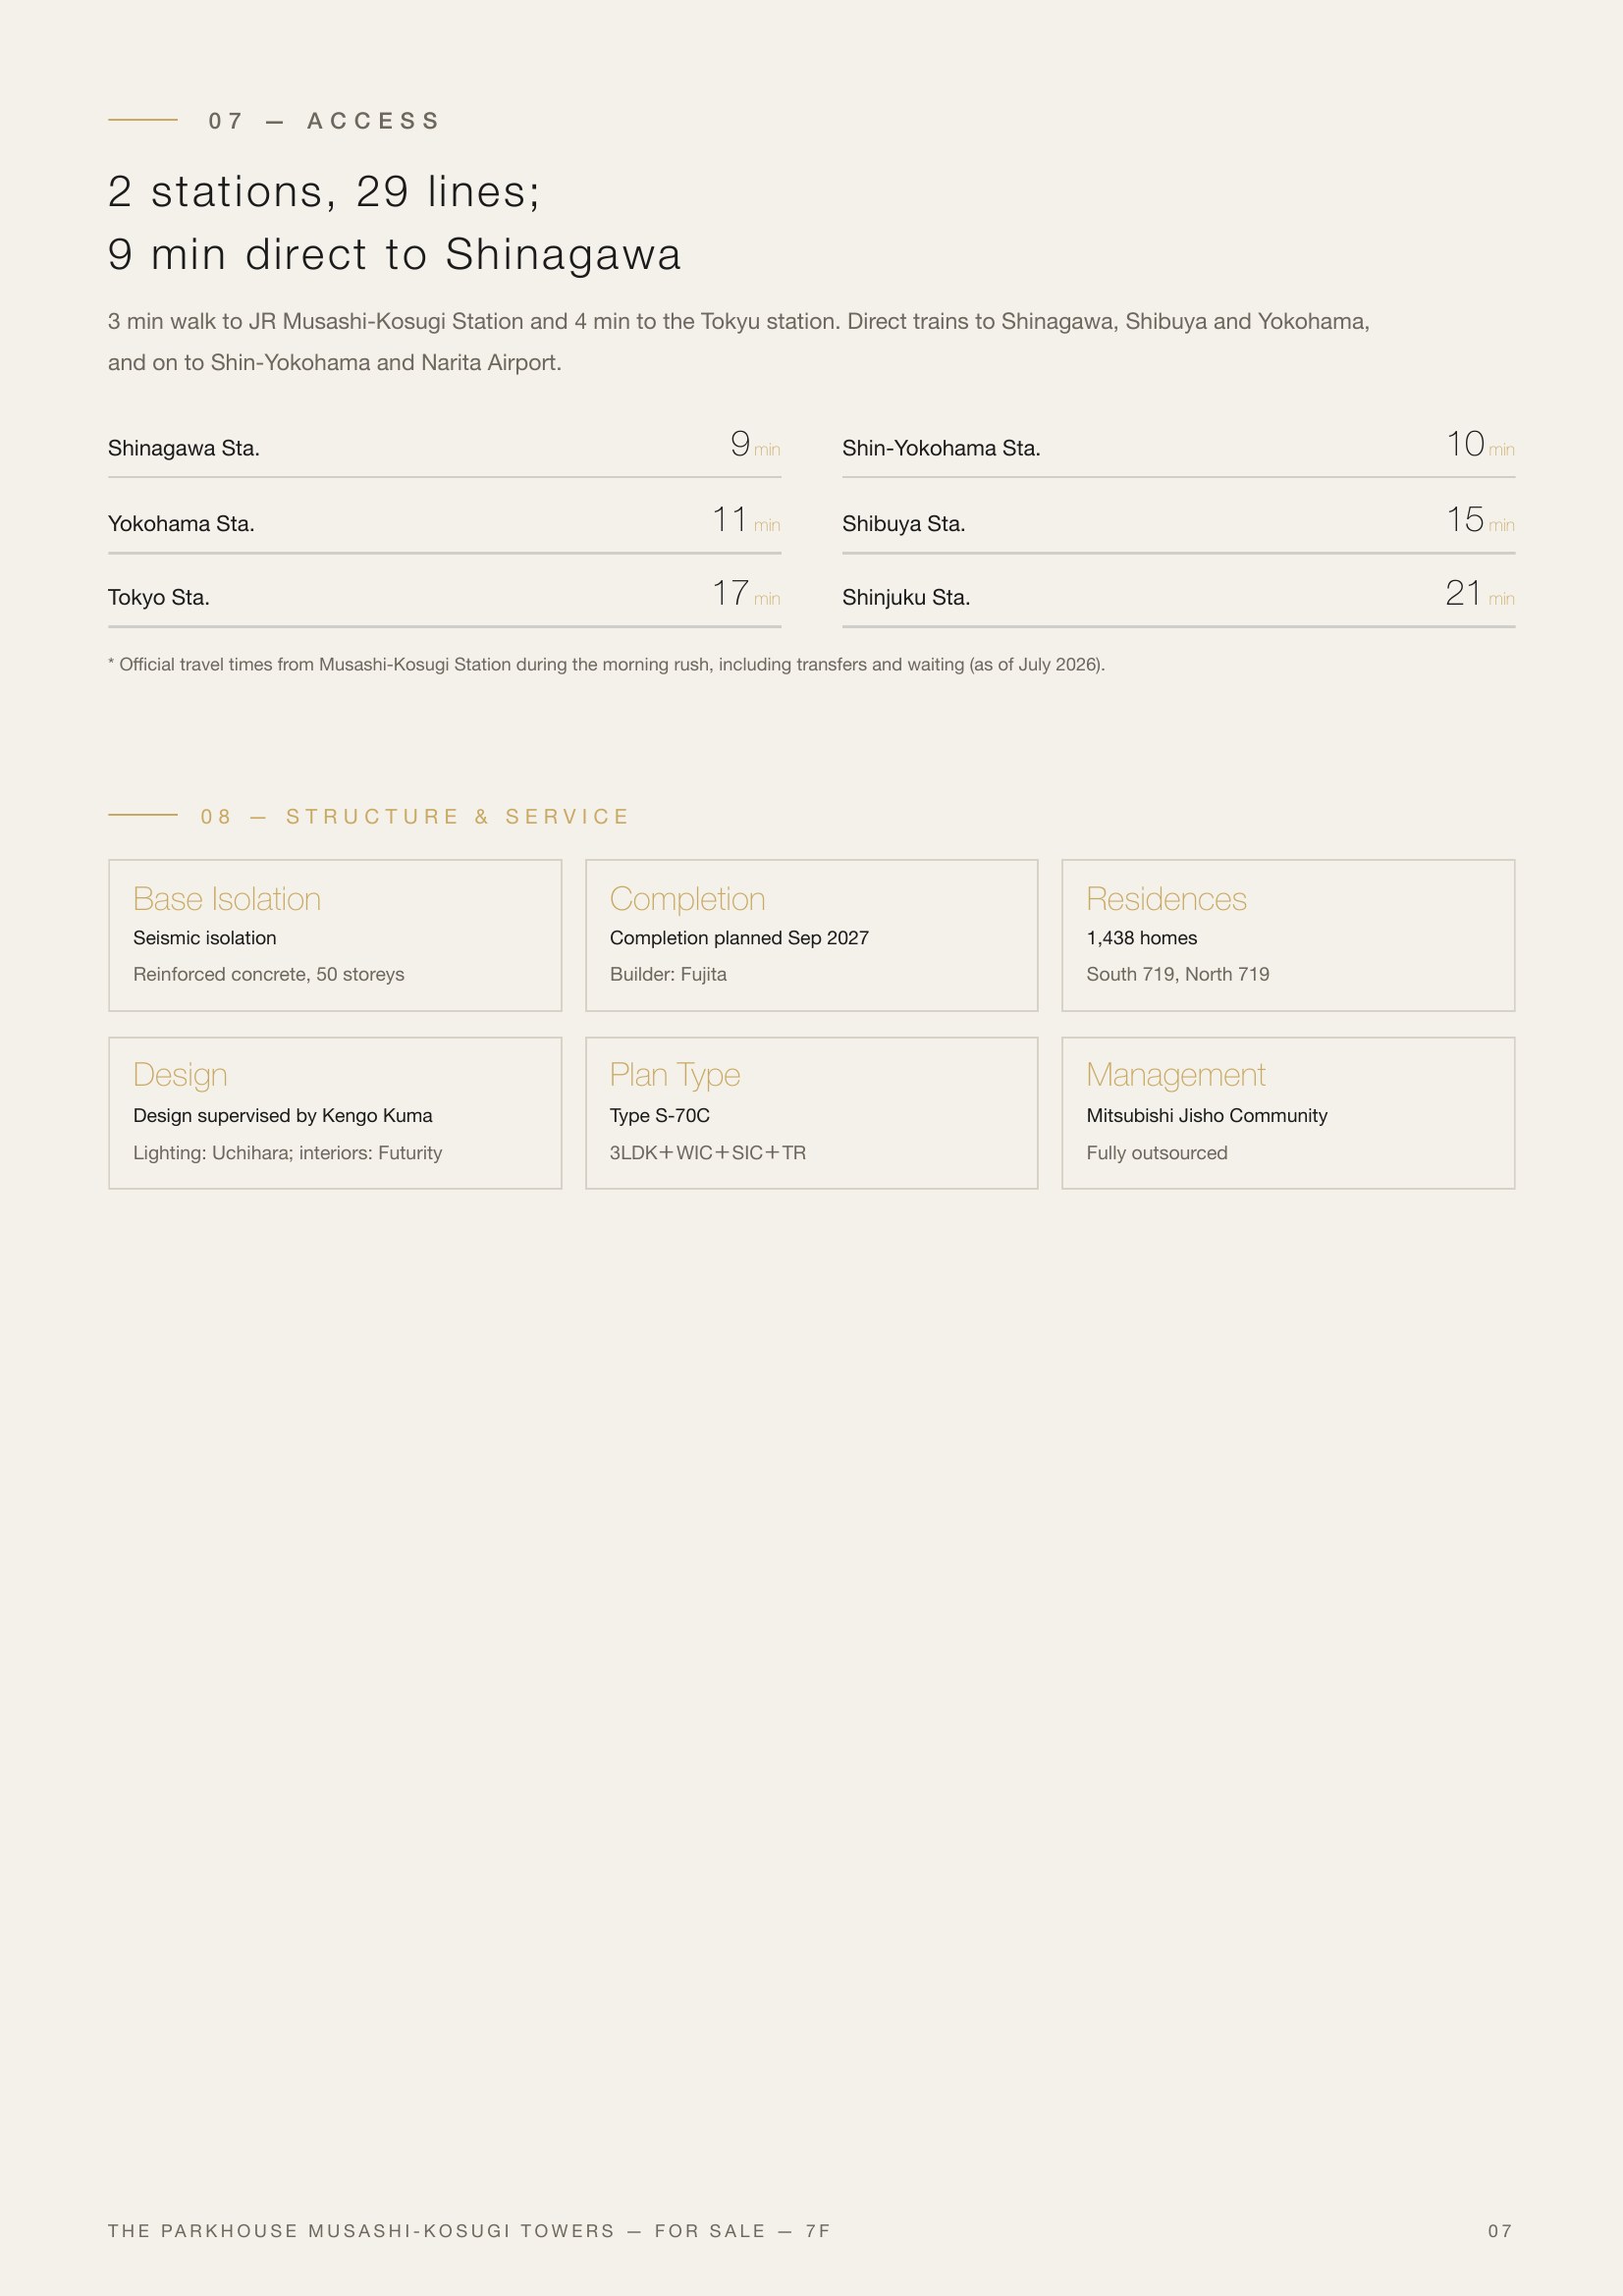 07 — ACCESS
2 stations, 29 lines;
9 min direct to Shinagawa
3 min walk to JR Musashi-Kosugi Station and 4 min to the Tokyu station. Direct trains to Shinagawa, Shibuya and Yokohama,
and on to Shin-Yokohama and Narita Airport.
Shinagawa Sta. 9 min
Shin-Yokohama Sta. 10 min
Yokohama Sta. 11 min
Shibuya Sta. 15 min
Tokyo Sta. 17 min
Shinjuku Sta. 21 min
* Official travel times from Musashi-Kosugi Station during the morning rush, including transfers and waiting (as of July 2026).
08 — STRUCTURE & SERVICE
Base Isolation
Seismic isolation
Reinforced concrete, 50 storeys
Completion
Completion planned Sep 2027
Builder: Fujita
Residences
1,438 homes
South 719, North 719
Design
Design supervised by Kengo Kuma
Lighting: Uchihara; interiors: Futurity
Plan Type
Type S-70C
3LDK+WIC+SIC+TR
Management
Mitsubishi Jisho Community
Fully outsourced
THE PARKHOUSE MUSASHI-KOSUGI TOWERS — FOR SALE — 7F
07